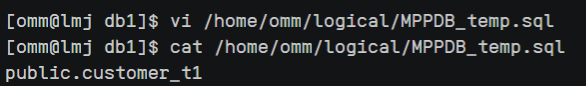 [omm@lmj db1]$ vi /home/omm/logical/MPPDB_temp.sql
[omm@lmj db1]$ cat /home/omm/logical/MPPDB_temp.sql
public.customer_t1